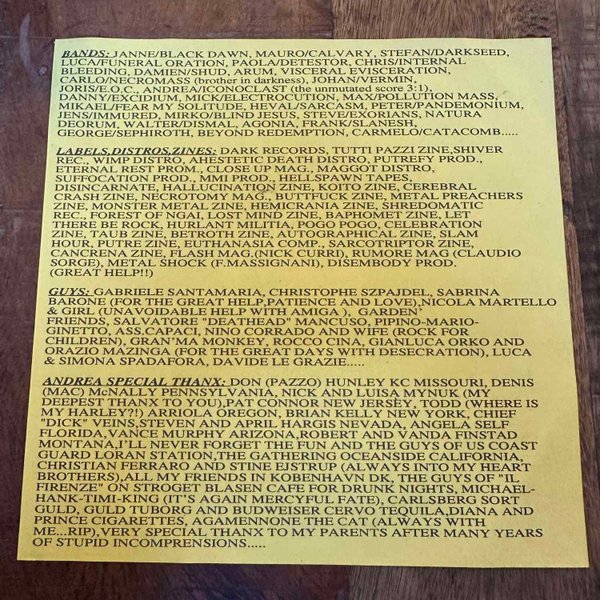 BANDS: JANNE/BLACK DAWN, MAURO/CALVARY, STEFAN/DARKSEED,
LUCA/FUNERAL ORATION, PAOLA/DETESTOR, CHRIS/INTERNAL
BLEEDING, DAMIEN/SHUD, ARUM, VISCERAL EVISCERATION,
CARLO/NECROMASS (brother in darkness), JOHAN/VERMIN,
JORIS/E.O.C., ANDREA/ICONOCLAST (the unmutated score 3:1),
DANNY/EXCIDIUM, MICK/ELECTROCUTION, MAX/POLLUTION MASS,
MIKAEL/FEAR MY SOLITUDE, HEVAL/SARCASM, PETER/PANDEMONIUM,
JENS/IMMURED, MIRKO/BLIND JESUS, STEVE/EXORIANS, NATURA
DEORUM, WALTER/DISMAL, AGONIA, FRANK/SLANESH,
GEORGE/SEPHIROTH, BEYOND REDEMPTION, CARMELO/CATACOMB.....
LABELS,DISTROS,ZINES: DARK RECORDS, TUTTI PAZZI ZINE,SHIVER
REC., WIMP DISTRO, AHESTETIC DEATH DISTRO, PUTREFY PROD.,
ETERNAL REST PROM., CLOSE UP MAG., MAGGOT DISTRO,
SUFFOCATION PROD., MMI PROD., HELLSPAWN TAPES,
DISINCARNATE, HALLUCINATION ZINE, KOITO ZINE, CEREBRAL
CRASH ZINE, NECROTOMY MAG., BUTTFUCK ZINE, METAL PREACHERS
ZINE, MONSTER METAL ZINE, HEMICRANIA ZINE, SHREDOMATIC
REC., FOREST OF NGAI, LOST MIND ZINE, BAPHOMET ZINE, LET
THERE BE ROCK, HURLANT MILITIA, POGO POGO, CELEBRATION
ZINE, TAUB ZINE, BETROTH ZINE, AUTOGRAPHICAL ZINE, SLAM
HOUR, PUTRE ZINE, EUTHANASIA COMP., SARCOTRIPTOR ZINE,
CANCRENA ZINE, FLASH MAG.(NICK CURRI), RUMORE MAG (CLAUDIO
SORGE), METAL SHOCK (F.MASSIGNANI), DISEMBODY PROD.
(GREAT HELP!!)
GUYS: GABRIELE SANTAMARIA, CHRISTOPHE SZPAJDEL, SABRINA
BARONE (FOR THE GREAT HELP,PATIENCE AND LOVE),NICOLA MARTELLO
& GIRL (UNAVOIDABLE HELP WITH AMIGA ), GARDEN'
FRIENDS, SALVATORE "DEATHEAD" MANCUSO, PIPINO-MARIO-
GINETTO, ASS.CAPACI, NINO CORRADO AND WIFE (ROCK FOR
CHILDREN), GRAN'MA MONKEY, ROCCO CINA, GIANLUCA ORKO AND
ORAZIO MAZINGA (FOR THE GREAT DAYS WITH DESECRATION), LUCA
& SIMONA SPADAFORA, DAVIDE LE GRAZIE.....
ANDREA SPECIAL THANX: DON (PAZZO) HUNLEY KC MISSOURI, DENIS
(MAC) McNALLY PENNSYLVANIA, NICK AND LUISA MYNUK (MY
DEEPEST THANX TO YOU),PAT CONNOR NEW JERSEY, TODD (WHERE IS
MY HARLEY?!) ARRIOLA OREGON, BRIAN KELLY NEW YORK, CHIEF
"DICK" VEINS,STEVEN AND APRIL HARGIS NEVADA, ANGELA SELF
FLORIDA,VANCE MURPHY ARIZONA,ROBERT AND VANDA FINSTAD
MONTANA,I'LL NEVER FORGET THE FUN AND THE GUYS OF US COAST
GUARD LORAN STATION,THE GATHERING OCEANSIDE CALIFORNIA,
CHRISTIAN FERRARO AND STINE EJSTRUP (ALWAYS INTO MY HEART
BROTHERS),ALL MY FRIENDS IN KOBENHAVN DK, THE GUYS OF "IL
FIRENZE" ON STROGET BLASEN CAFE FOR DRUNK NIGHTS, MICHAEL-
HANK-TIMI-KING (IT'S AGAIN MERCYFUL FATE), CARLSBERG SORT
GULD, GULD TUBORG AND BUDWEISER CERVO TEQUILA,DIANA AND
PRINCE CIGARETTES, AGAMENNONE THE CAT (ALWAYS WITH
ME...RIP),VERY SPECIAL THANX TO MY PARENTS AFTER MANY YEARS
OF STUPID INCOMPRENSIONS.....